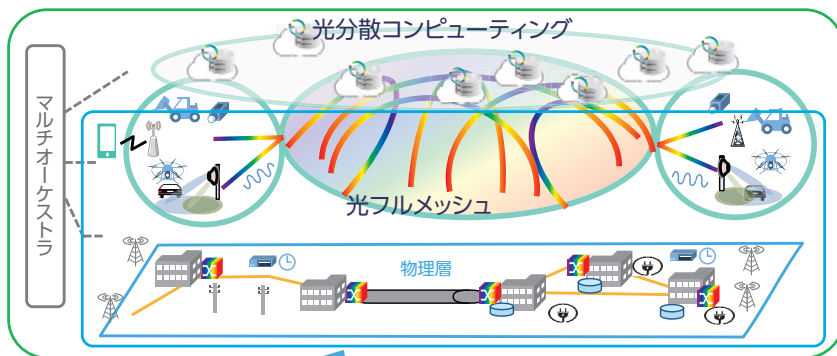 光分散コンピューティング
マルチオーケストラ
光フルメッシュ
物理層